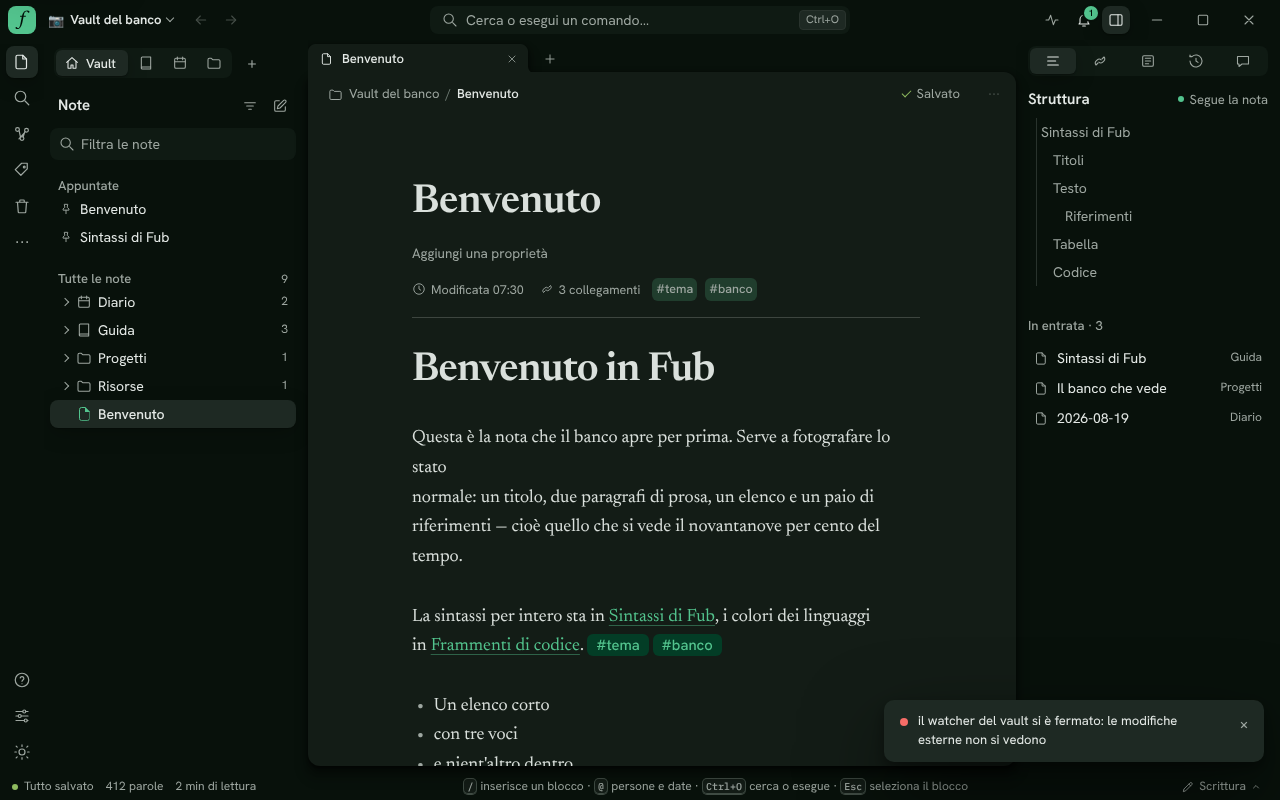 f
Vault del banco
Cerca o esegui un comando…
Ctrl+O
1
Vault
Benvenuto
Note
Filtra le note
Appuntate
Benvenuto
Sintassi di Fub
Tutte le note 9
Diario 2
Guida 3
Progetti 1
Risorse 1
Benvenuto
Vault del banco / Benvenuto
Salvato
Benvenuto
Aggiungi una proprietà
Modificata 07:30 3 collegamenti #tema #banco
Benvenuto in Fub
Questa è la nota che il banco apre per prima. Serve a fotografare lo
stato
normale: un titolo, due paragrafi di prosa, un elenco e un paio di
riferimenti — cioè quello che si vede il novantanove per cento del
tempo.
La sintassi per intero sta in Sintassi di Fub, i colori dei linguaggi
in Frammenti di codice. #tema #banco
• Un elenco corto
• con tre voci
• e nient'altro dentro
Struttura
Segue la nota
Sintassi di Fub
Titoli
Testo
Riferimenti
Tabella
Codice
In entrata · 3
Sintassi di Fub Guida
Il banco che vede Progetti
2026-08-19 Diario
il watcher del vault si è fermato: le modifiche
esterne non si vedono
Tutto salvato 412 parole 2 min di lettura
/ inserisce un blocco · @ persone e date · Ctrl+O cerca o esegue · Esc seleziona il blocco
Scrittura